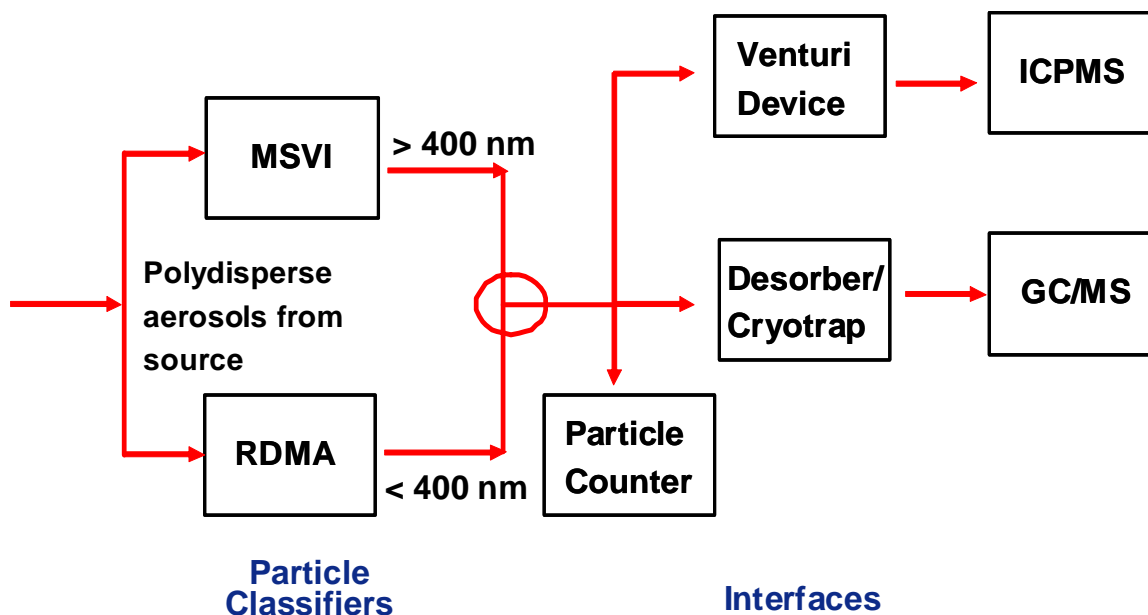 MSVI
> 400 nm
Polydisperse
aerosols from
source
RDMA
< 400 nm
Particle
Classifiers
Venturi
Device
ICPMS
Desorber/
Cryotrap
GC/MS
Particle
Counter
Interfaces